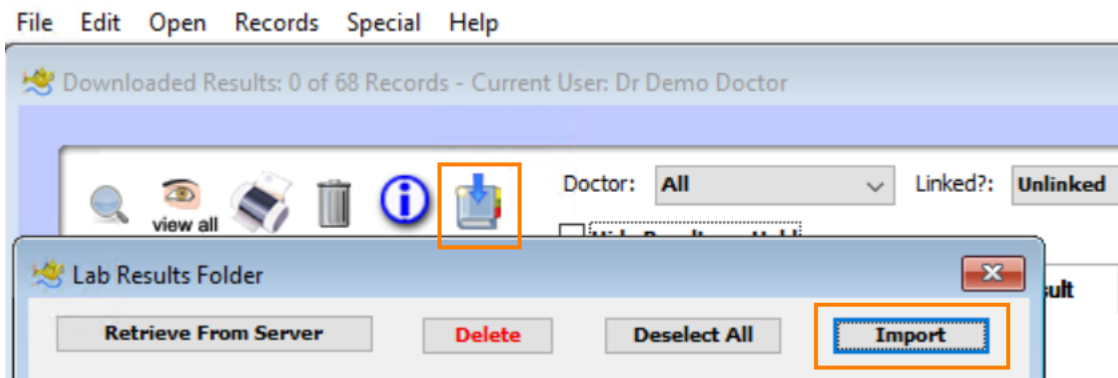 File Edit Open Records Special Help
Downloaded Results: 0 of 68 Records - Current User: Dr Demo Doctor
Doctor: All Linked?: Unlinked
view all
Lab Results Folder
Retrieve From Server Delete Deselect All Import